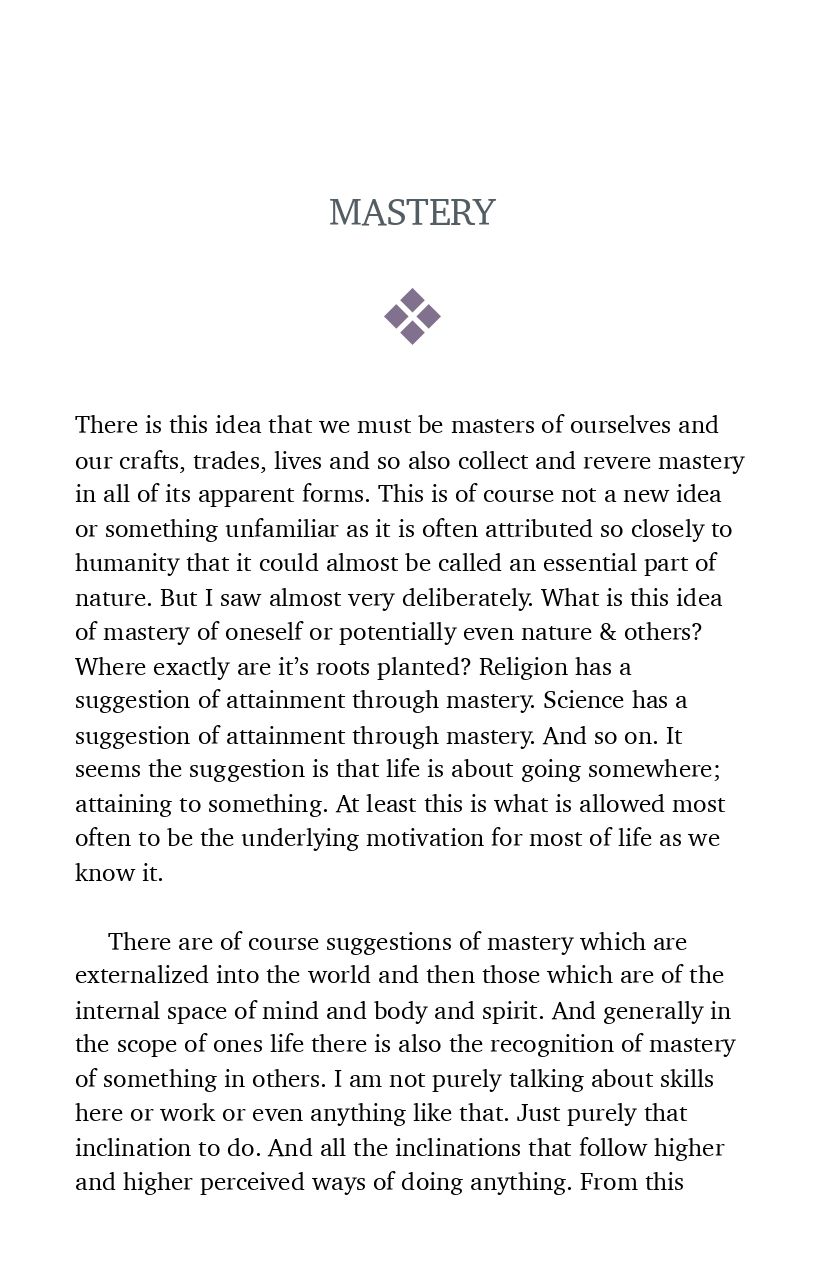 MASTERY
There is this idea that we must be masters of ourselves and
our crafts, trades, lives and so also collect and revere mastery
in all of its apparent forms. This is of course not a new idea
or something unfamiliar as it is often attributed so closely to
humanity that it could almost be called an essential part of
nature. But I saw almost very deliberately. What is this idea
of mastery of oneself or potentially even nature & others?
Where exactly are it’s roots planted? Religion has a
suggestion of attainment through mastery. Science has a
suggestion of attainment through mastery. And so on. It
seems the suggestion is that life is about going somewhere;
attaining to something. At least this is what is allowed most
often to be the underlying motivation for most of life as we
know it.
There are of course suggestions of mastery which are
externalized into the world and then those which are of the
internal space of mind and body and spirit. And generally in
the scope of ones life there is also the recognition of mastery
of something in others. I am not purely talking about skills
here or work or even anything like that. Just purely that
inclination to do. And all the inclinations that follow higher
and higher perceived ways of doing anything. From this